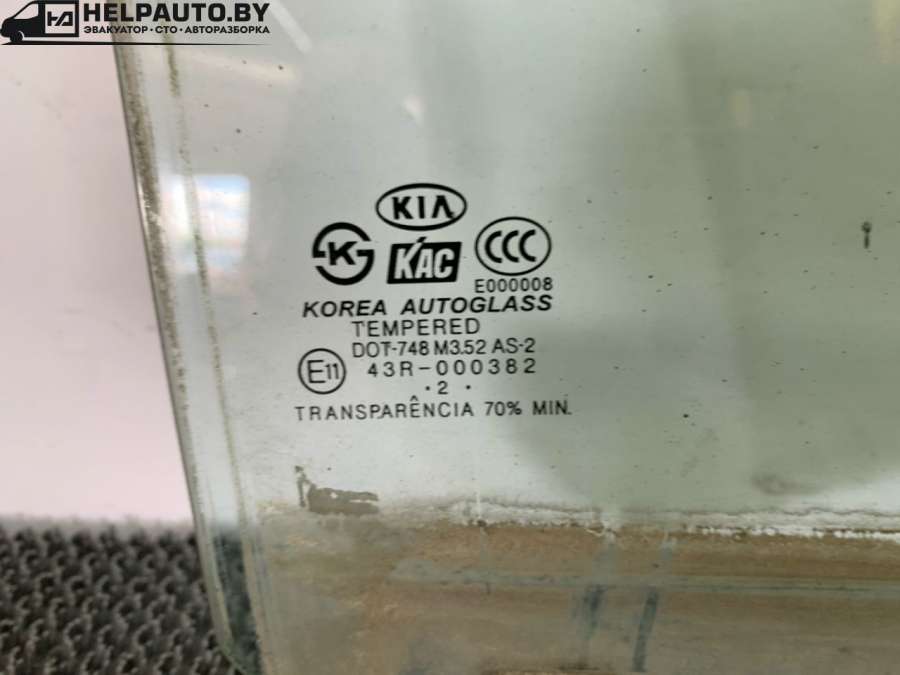 HELPAUTO.BY
ЭВАКУАТОР · СТО · АВТОРАЗБОРКА
KIA
K
KAC
CCC
E000008
KOREA AUTOGLASS
TEMPERED
DOT-748 M3.52 AS-2
E11
43R-000382
· 2 ·
TRANSPARÊNCIA 70% MIN.